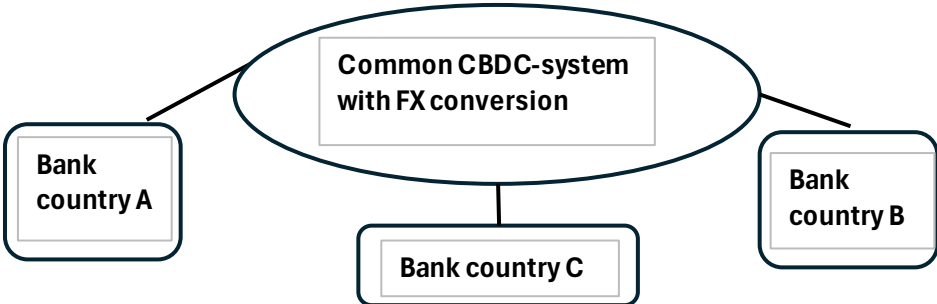 Common CBDC-system
with FX conversion
Bank
country A
Bank
country B
Bank country C